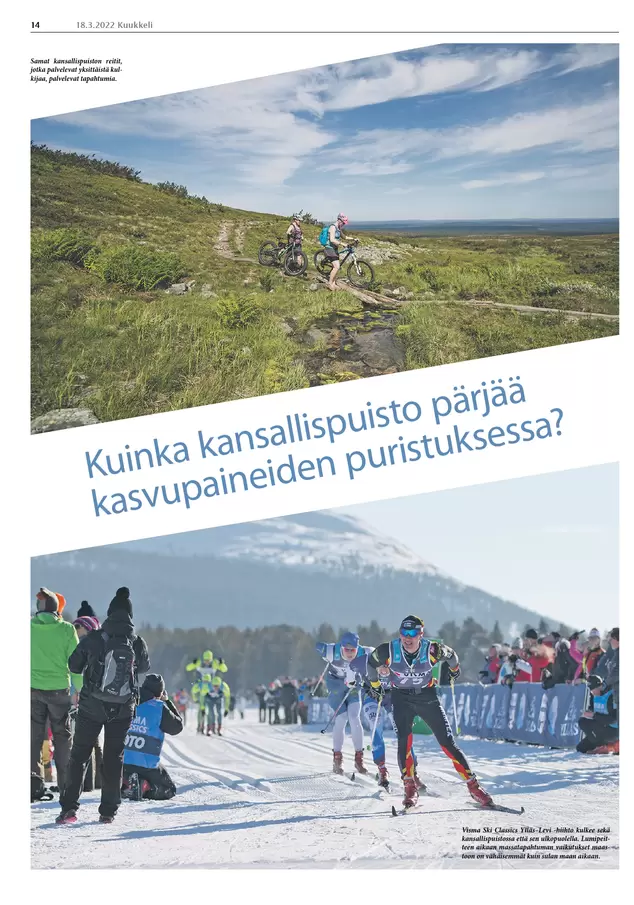 14
18.3.2022 Kuukkeli
Samat kansallispuiston reitit,
jotka palvelevat yksittäistä kul-
kijaa, palvelevat tapahtumia.
Kuinka kansallispuisto pärjää
kasvupaineiden puristuksessa?
Visma Ski Classics Ylläs–Levi -hiihto kulkee sekä
kansallispuistossa että sen ulkopuolella. Lumipeit-
teen aikaan massatapahtuman vaikutukset maas-
toon on vähäisemmät kuin sulan maan aikaan.